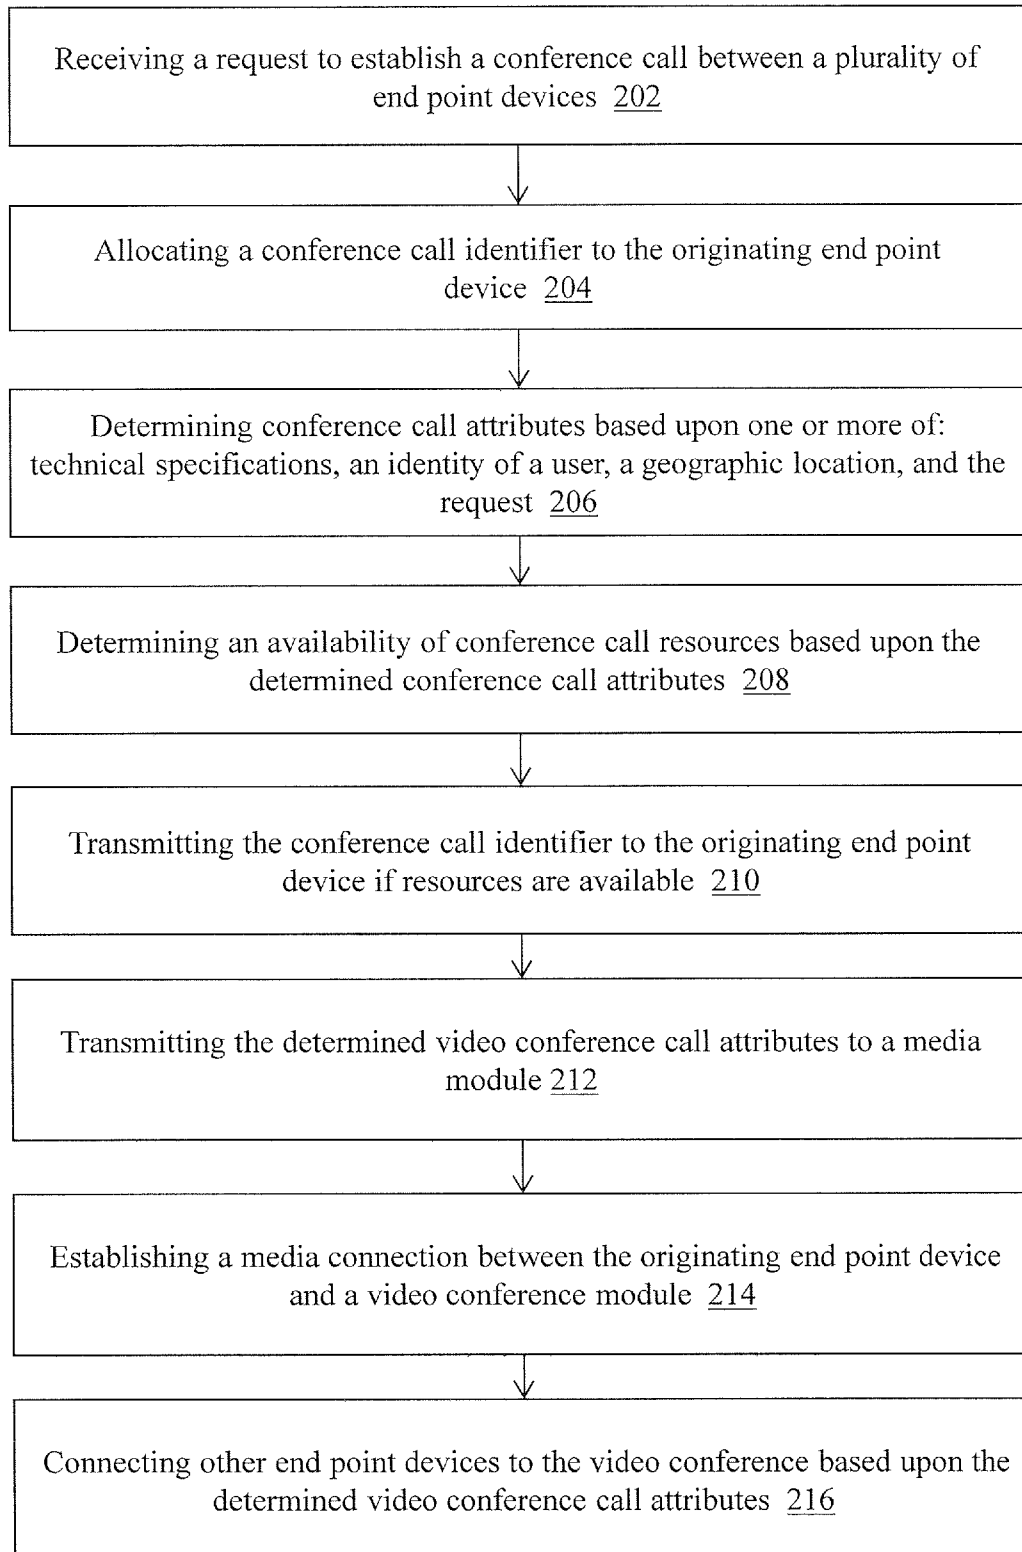 Receiving a request to establish a conference call between a plurality of
end point devices 202
Allocating a conference call identifier to the originating end point
device 204
Determining conference call attributes based upon one or more of:
technical specifications, an identity of a user, a geographic location, and the
request 206
Determining an availability of conference call resources based upon the
determined conference call attributes 208
Transmitting the conference call identifier to the originating end point
device if resources are available 210
Transmitting the determined video conference call attributes to a media
module 212
Establishing a media connection between the originating end point device
and a video conference module 214
Connecting other end point devices to the video conference based upon the
determined video conference call attributes 216